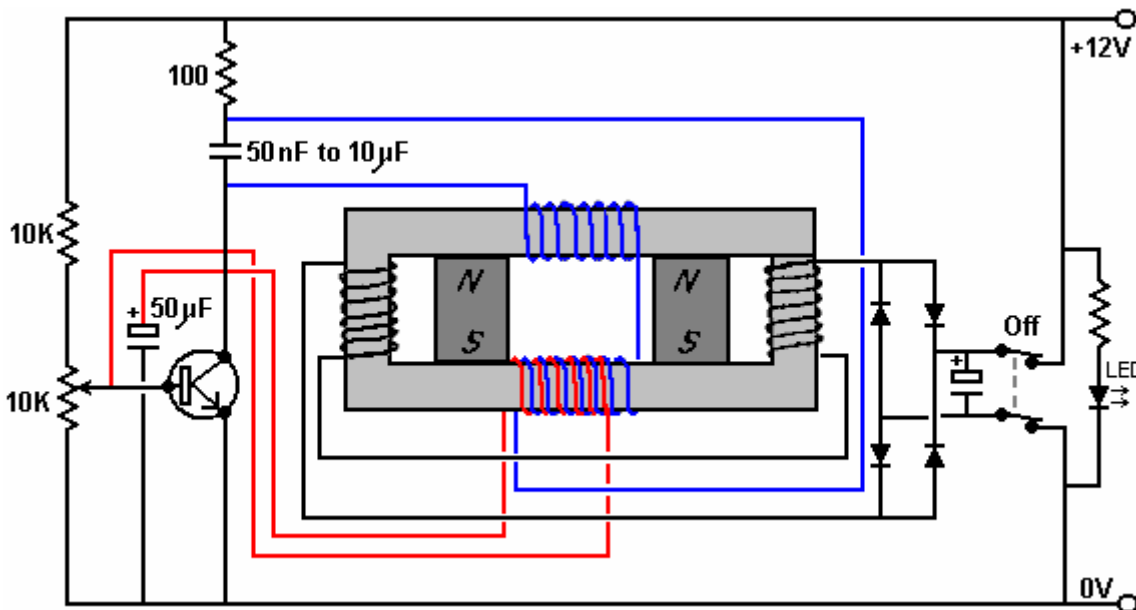 +12V
100
50nF to 10µF
10K
N
N
+ 50µF
Off
S
S
+
LED
10K
0V